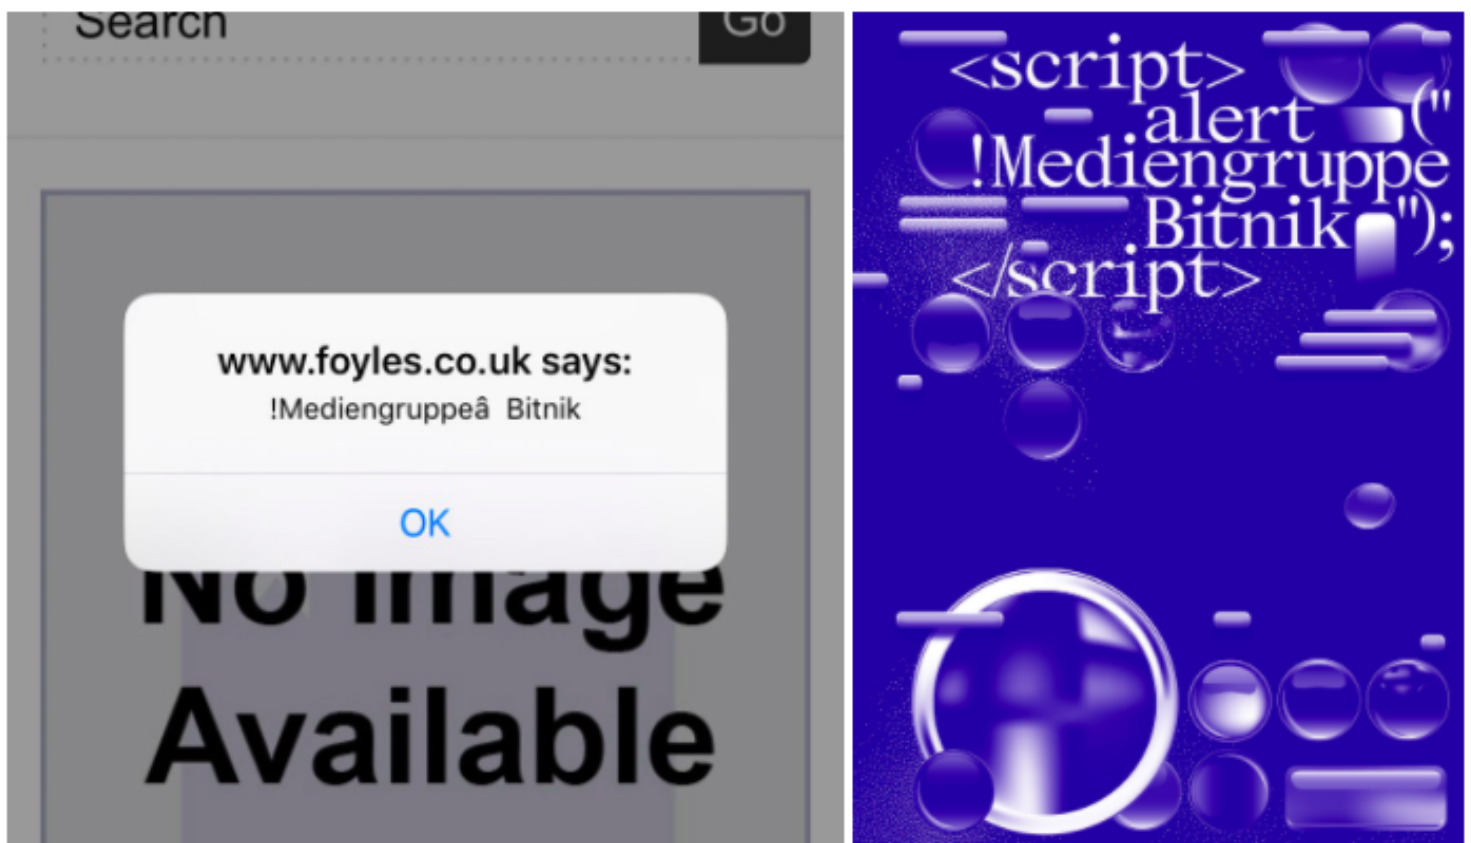 Search
Go
www.foyles.co.uk says:
!Mediengruppeâ  Bitnik
OK
No Image
Available
<script>
alert ("
!Mediengruppe
Bitnik ");
</script>